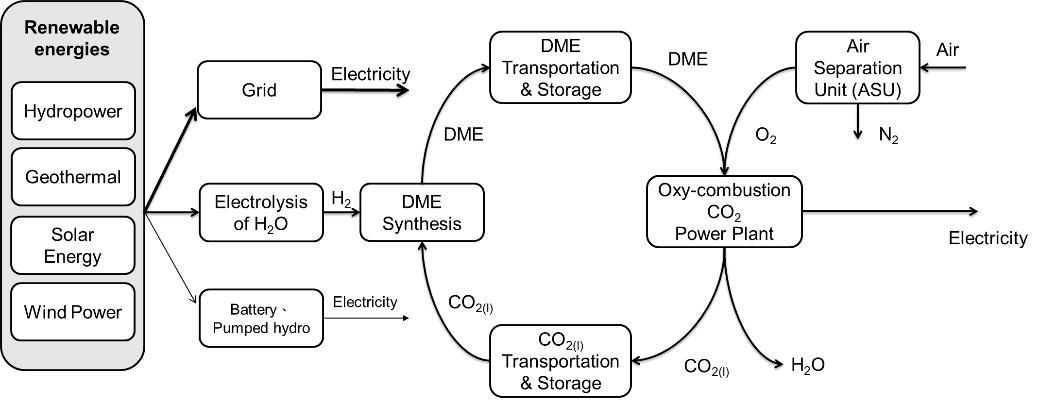 Renewable
energies
Hydropower
Geothermal
Solar
Energy
Wind Power
Grid
Electricity
Electrolysis
of H₂O
H₂
DME
Synthesis
Battery、
Pumped hydro
Electricity
DME
DME
Transportation
& Storage
DME
Air
Separation
Unit (ASU)
Air
O₂
N₂
Oxy-combustion
CO₂
Power Plant
Electricity
CO₂₍ₗ₎
CO₂₍ₗ₎
Transportation
& Storage
CO₂₍ₗ₎
H₂O